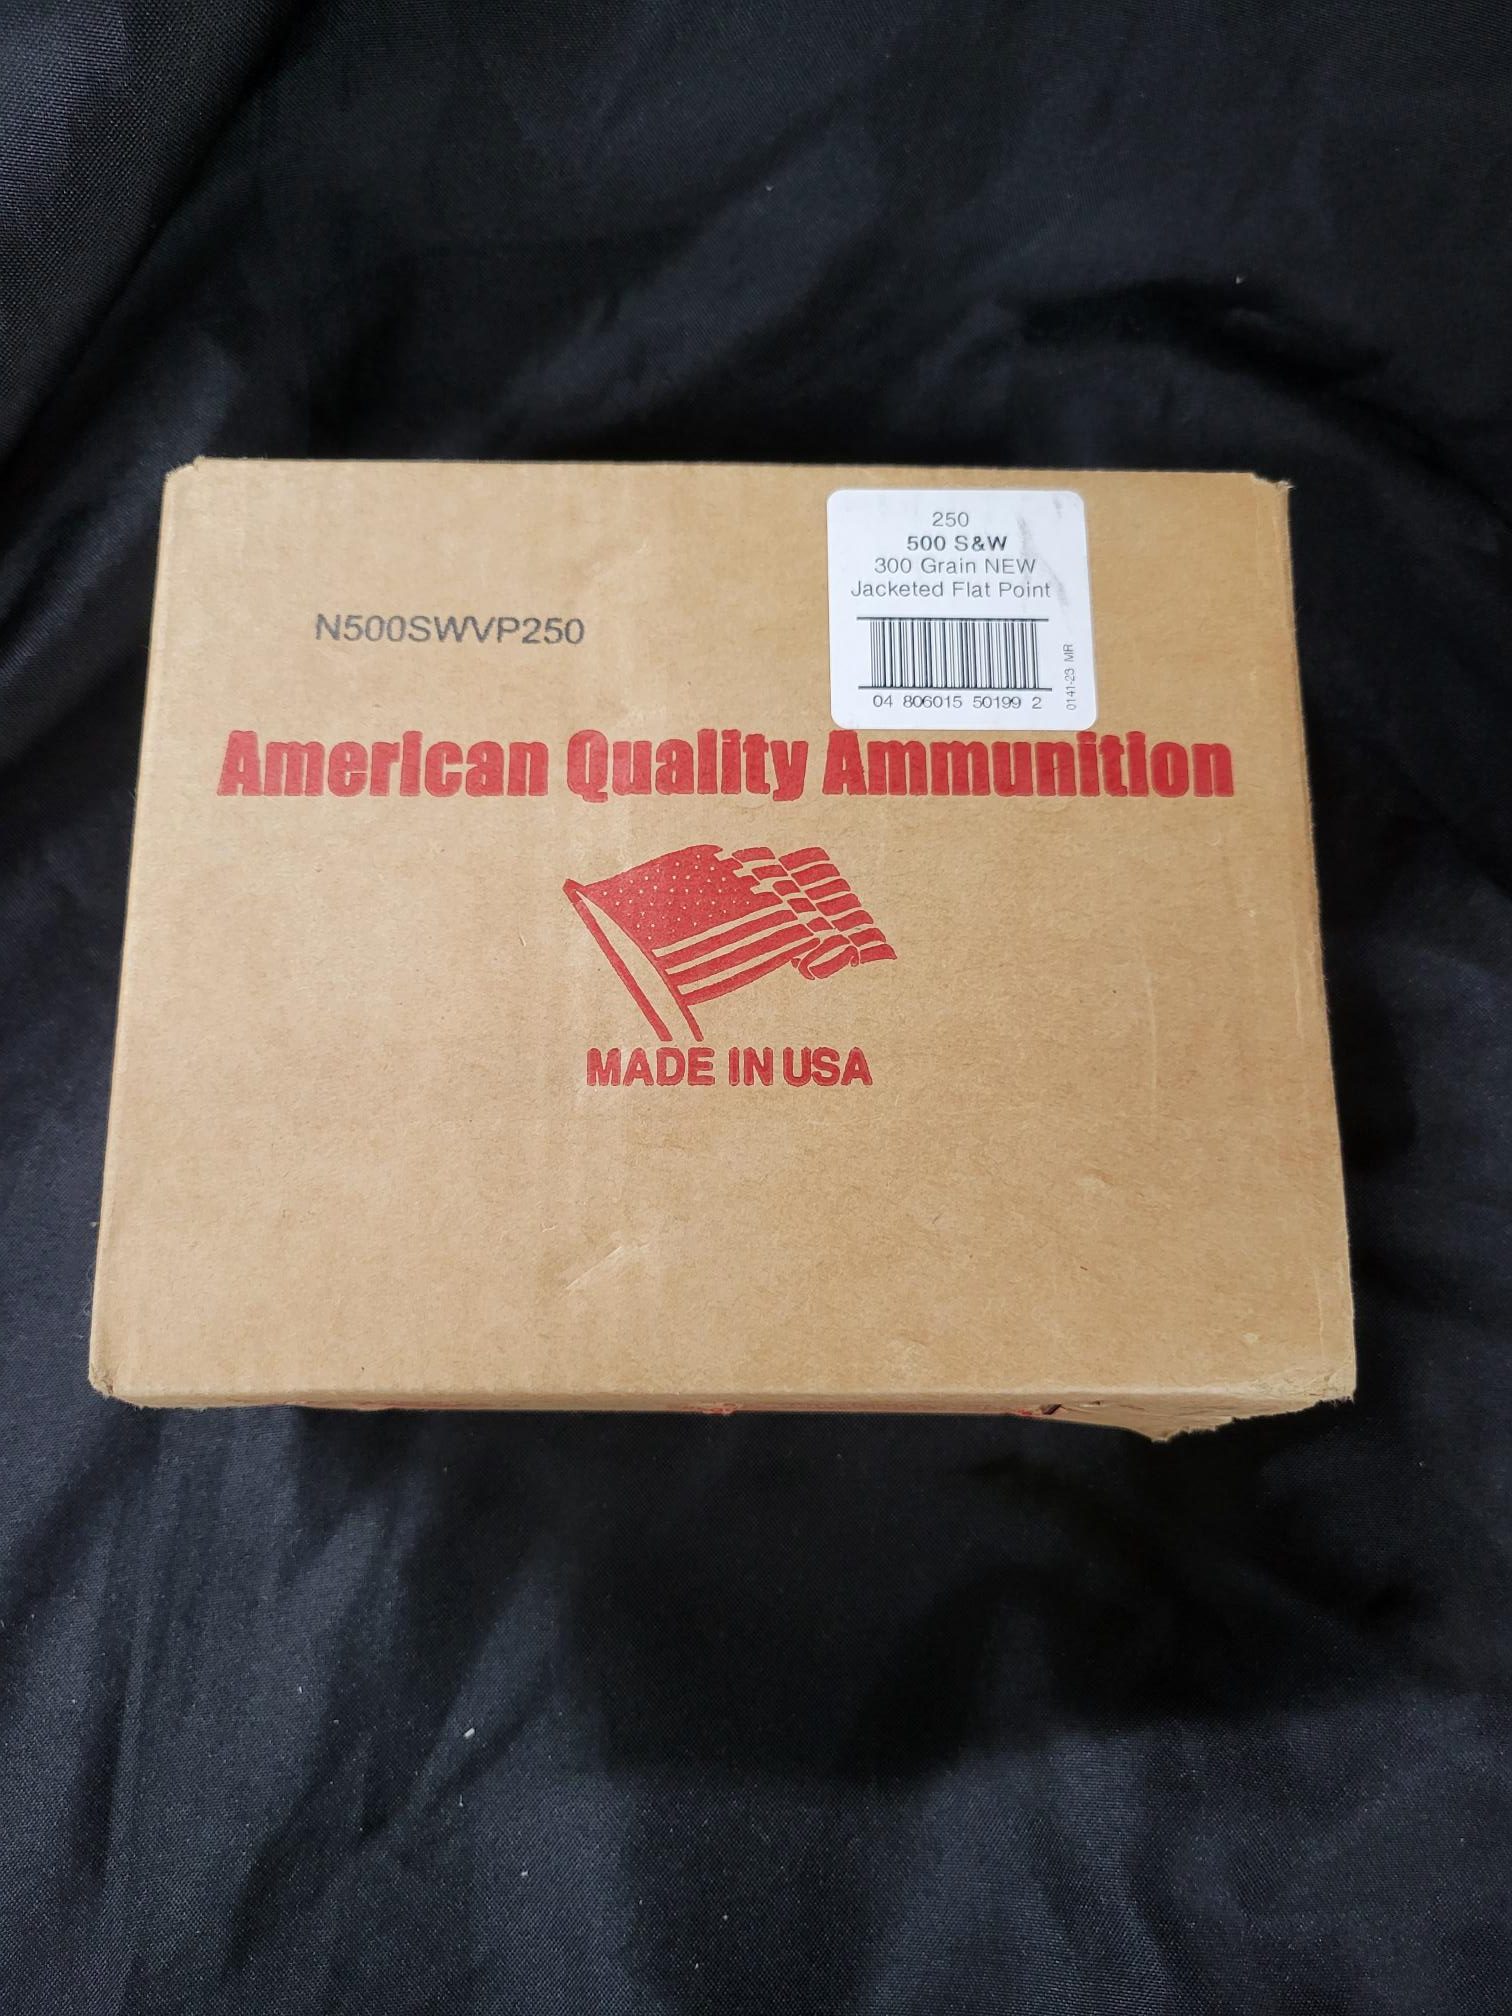 250
500 S&W
300 Grain NEW
Jacketed Flat Point
N500SWVP250
04 806015 50199 2
0141-23 MR
American Quality Ammunition
MADE IN USA